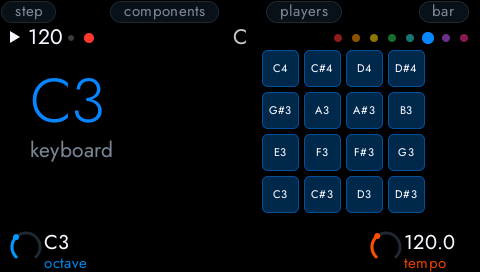 step components players bar
120 C
C3
keyboard
C4 C#4 D4 D#4
G#3 A3 A#3 B3
E3 F3 F#3 G3
C3 C#3 D3 D#3
C3 120.0
octave tempo